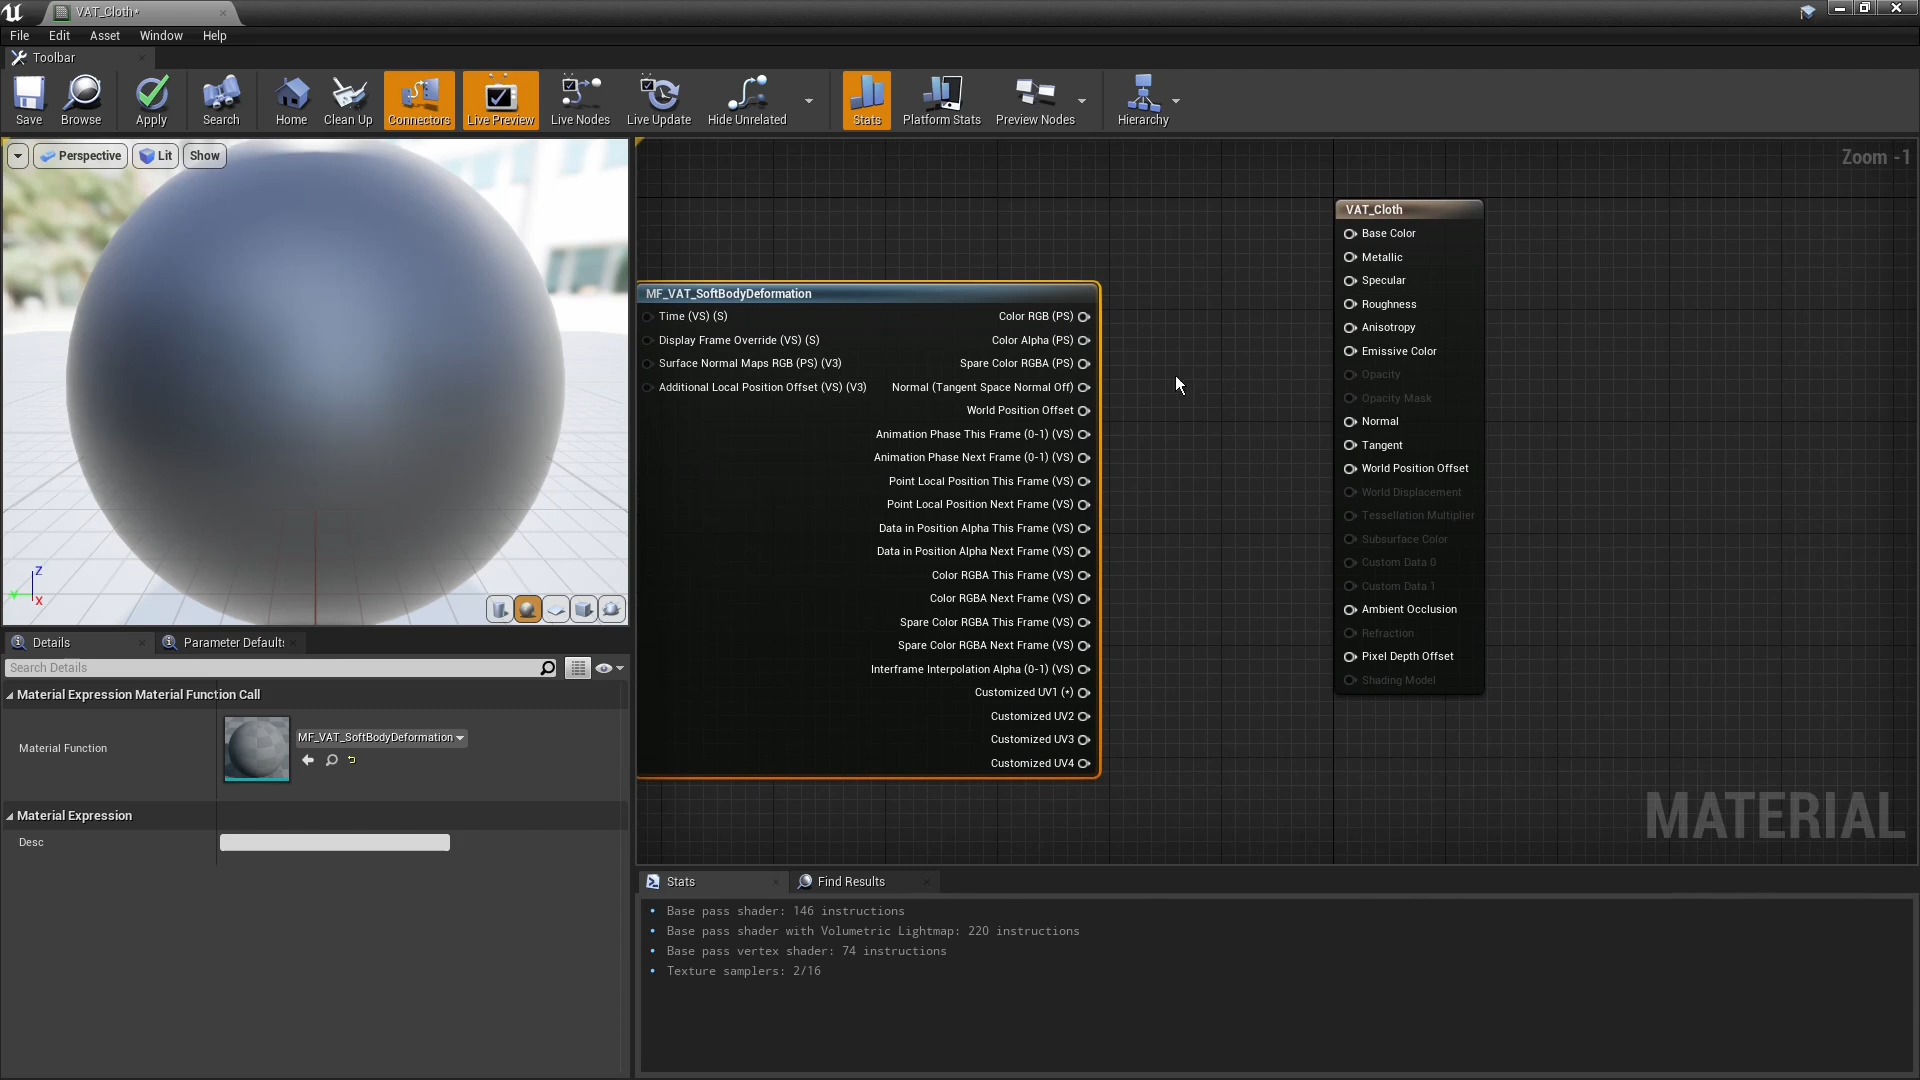 VAT_Cloth*
File Edit Asset Window Help
Toolbar
Save Browse Apply Search Home Clean Up Connectors Live Preview Live Nodes Live Update Hide Unrelated Stats Platform Stats Preview Nodes Hierarchy
Perspective Lit Show
Zoom -1
Z
Y
X
VAT_Cloth
Base Color
Metallic
Specular
Roughness
Anisotropy
Emissive Color
Opacity
Opacity Mask
Normal
Tangent
World Position Offset
World Displacement
Tessellation Multiplier
Subsurface Color
Custom Data 0
Custom Data 1
Ambient Occlusion
Refraction
Pixel Depth Offset
Shading Model
MF_VAT_SoftBodyDeformation
Time (VS) (S) Color RGB (PS)
Display Frame Override (VS) (S) Color Alpha (PS)
Surface Normal Maps RGB (PS) (V3) Spare Color RGBA (PS)
Additional Local Position Offset (VS) (V3) Normal (Tangent Space Normal Off)
World Position Offset
Animation Phase This Frame (0-1) (VS)
Animation Phase Next Frame (0-1) (VS)
Point Local Position This Frame (VS)
Point Local Position Next Frame (VS)
Data in Position Alpha This Frame (VS)
Data in Position Alpha Next Frame (VS)
Color RGBA This Frame (VS)
Color RGBA Next Frame (VS)
Spare Color RGBA This Frame (VS)
Spare Color RGBA Next Frame (VS)
Interframe Interpolation Alpha (0-1) (VS)
Customized UV1 (*)
Customized UV2
Customized UV3
Customized UV4
MATERIAL
Details Parameter Default:
Search Details
Material Expression Material Function Call
Material Function
MF_VAT_SoftBodyDeformation
Material Expression
Desc
Stats Find Results
• Base pass shader: 146 instructions
• Base pass shader with Volumetric Lightmap: 220 instructions
• Base pass vertex shader: 74 instructions
• Texture samplers: 2/16